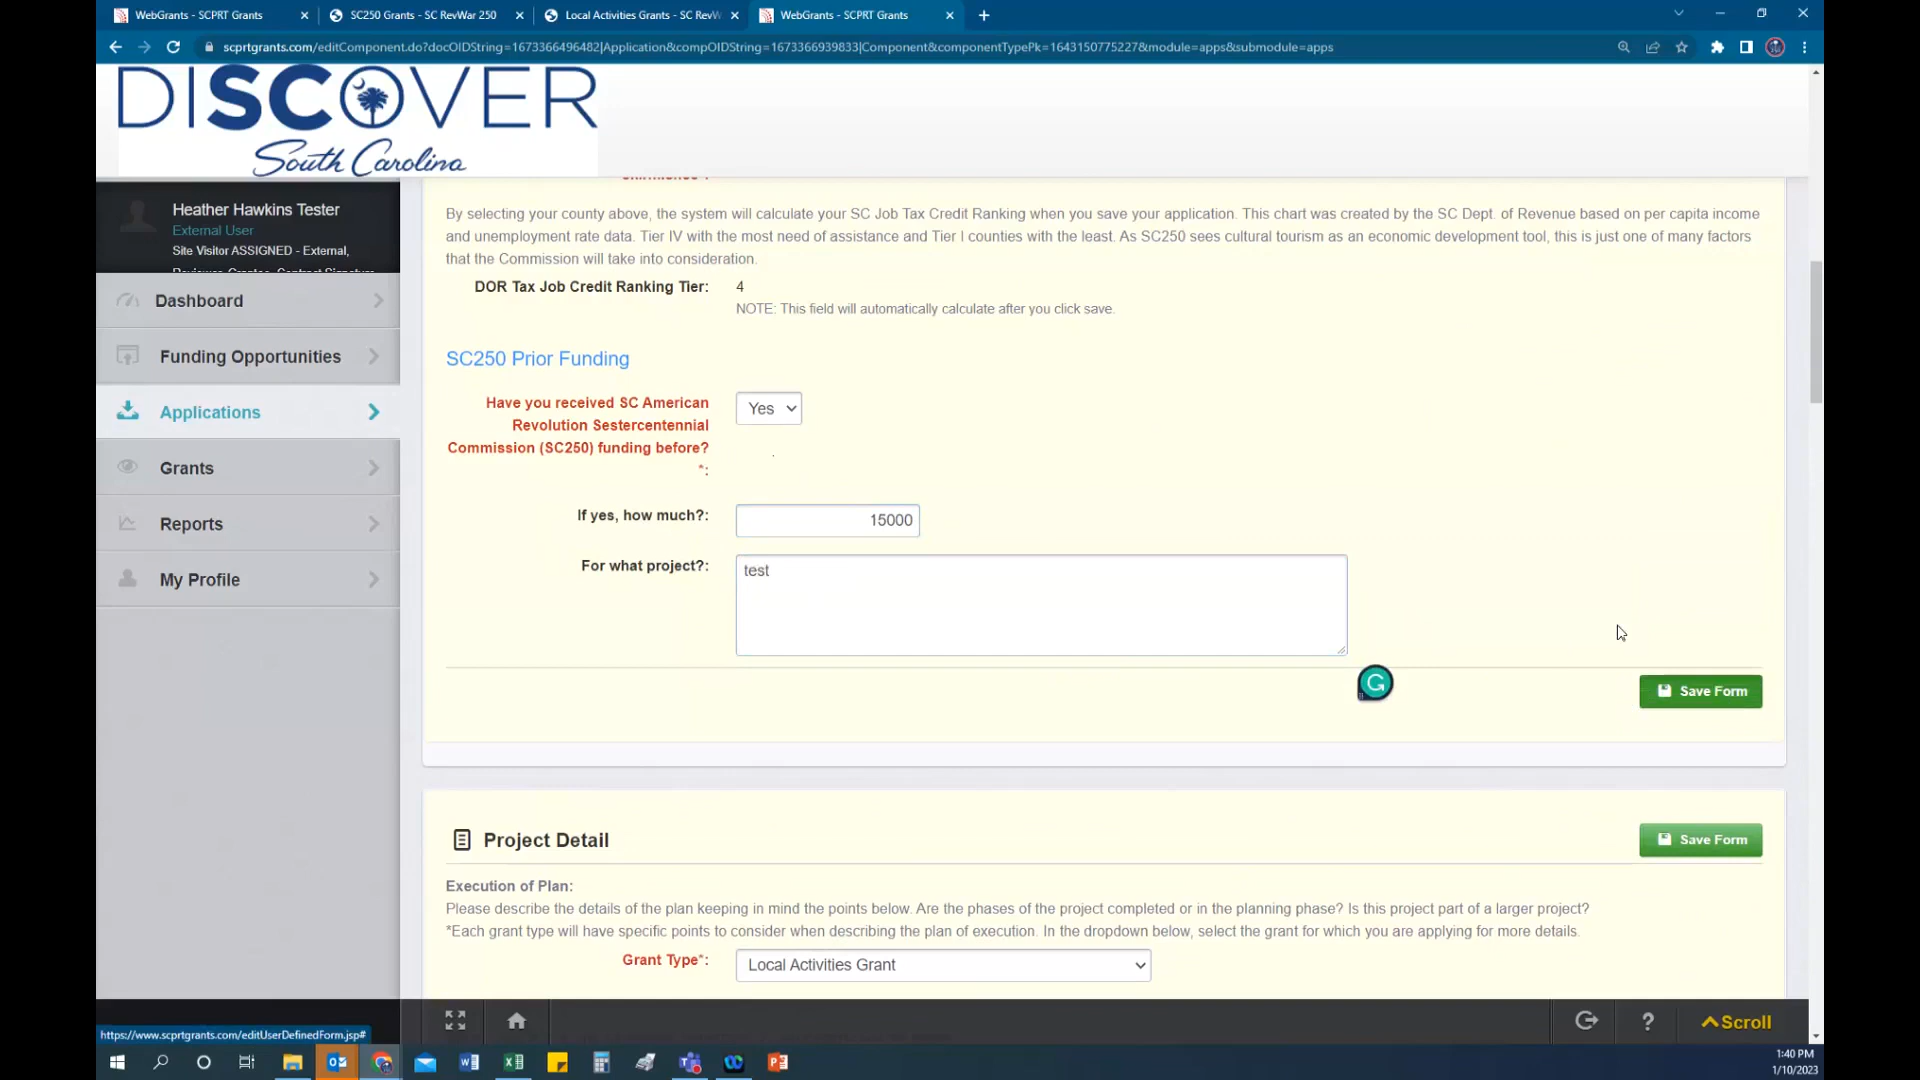 WebGrants - SCPRT Grants
SC250 Grants - SC RevWar 250
Local Activities Grants - SC RevW
WebGrants - SCPRT Grants
scprtgrants.com/editComponent.do?docOIDString=1673366496482|Application&compOIDString=1673366939833|Component&componentTypePk=1643150775227&module=apps&submodule=apps
DISCOVER
South Carolina
Heather Hawkins Tester
External User
Site Visitor ASSIGNED - External,
Reviewer, Grantee, Contract Signature
Dashboard
Funding Opportunities
Applications
Grants
Reports
My Profile
By selecting your county above, the system will calculate your SC Job Tax Credit Ranking when you save your application. This chart was created by the SC Dept. of Revenue based on per capita income
and unemployment rate data. Tier IV with the most need of assistance and Tier I counties with the least. As SC250 sees cultural tourism as an economic development tool, this is just one of many factors
that the Commission will take into consideration.
DOR Tax Job Credit Ranking Tier: 4
NOTE: This field will automatically calculate after you click save.
SC250 Prior Funding
Have you received SC American
Revolution Sestercentennial
Commission (SC250) funding before?
*:
Yes
If yes, how much?: 15000
For what project?: test
Save Form
Project Detail
Save Form
Execution of Plan:
Please describe the details of the plan keeping in mind the points below. Are the phases of the project completed or in the planning phase? Is this project part of a larger project?
*Each grant type will have specific points to consider when describing the plan of execution. In the dropdown below, select the grant for which you are applying for more details.
Grant Type*: Local Activities Grant
Scroll
https://www.scprtgrants.com/editUserDefinedForm.jsp#
1:40 PM
1/10/2023